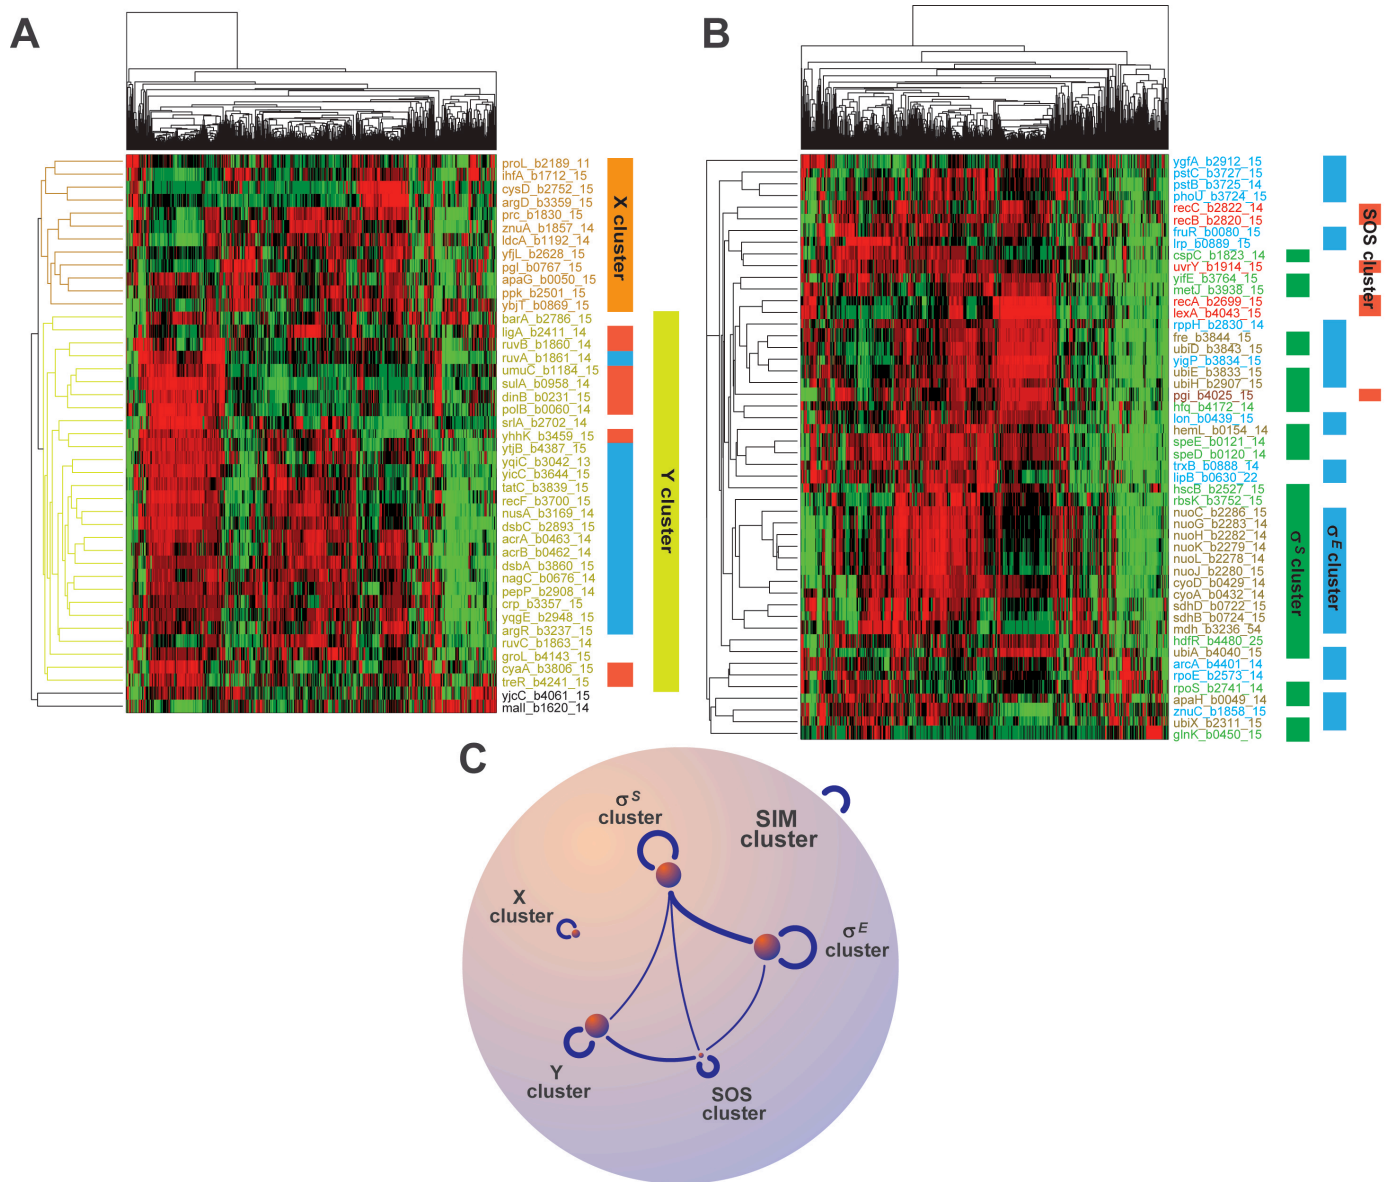 A
proL_b2189_11
ihfA_b1712_15
cysD_b2752_15
argD_b3359_15
prc_b1830_15
znuA_b1857_14
ldcA_b1192_14
yfjL_b2628_15
pgl_b0767_15
apaG_b0050_15
ppk_b2501_15
ybjT_b0869_15
barA_b2786_15
ligA_b2411_14
ruvB_b1860_14
ruvA_b1861_14
umuC_b1184_15
sulA_b0958_14
dinB_b0231_15
polB_b0060_14
srlA_b2702_14
yhhK_b3459_15
ytjB_b4387_15
yqiC_b3042_13
yicC_b3644_15
tatC_b3839_15
recF_b3700_15
nusA_b3169_14
dsbC_b2893_15
acrA_b0463_14
acrB_b0462_14
dsbA_b3860_15
nagC_b0676_14
pepP_b2908_14
crp_b3357_15
yqgE_b2948_15
argR_b3237_15
ruvC_b1863_14
groL_b4143_15
cyaA_b3806_15
treR_b4241_15
yjcC_b4061_15
malI_b1620_14
X cluster
Y cluster
B
ygfA_b2912_15
pstC_b3727_15
pstB_b3725_14
phoU_b3724_15
recC_b2822_14
recB_b2820_15
fruR_b0080_15
lrp_b0889_15
cspC_b1823_14
uvrY_b1914_15
yifE_b3764_15
metJ_b3938_15
recA_b2699_15
lexA_b4043_15
rppH_b2830_14
fre_b3844_15
ubiD_b3843_15
yigP_b3834_15
ubiE_b3833_15
ubiH_b2907_15
pgi_b4025_15
hfq_b4172_14
lon_b0439_15
hemL_b0154_14
speE_b0121_14
speD_b0120_14
trxB_b0888_14
lipB_b0630_22
hscB_b2527_15
rbsK_b3752_15
nuoC_b2286_15
nuoG_b2283_14
nuoH_b2282_14
nuoK_b2279_14
nuoL_b2278_14
nuoJ_b2280_15
cyoD_b0429_14
cyoA_b0432_14
sdhD_b0722_15
sdhB_b0724_15
mdh_b3236_54
hdfR_b4480_25
ubiA_b4040_15
arcA_b4401_14
rpoE_b2573_14
rpoS_b2741_14
apaH_b0049_14
znuC_b1858_15
ubiX_b2311_15
glnK_b0450_15
σS cluster
σE cluster
SOS cluster
C
σS
cluster
SIM
cluster
X
cluster
σE
cluster
Y
cluster
SOS
cluster